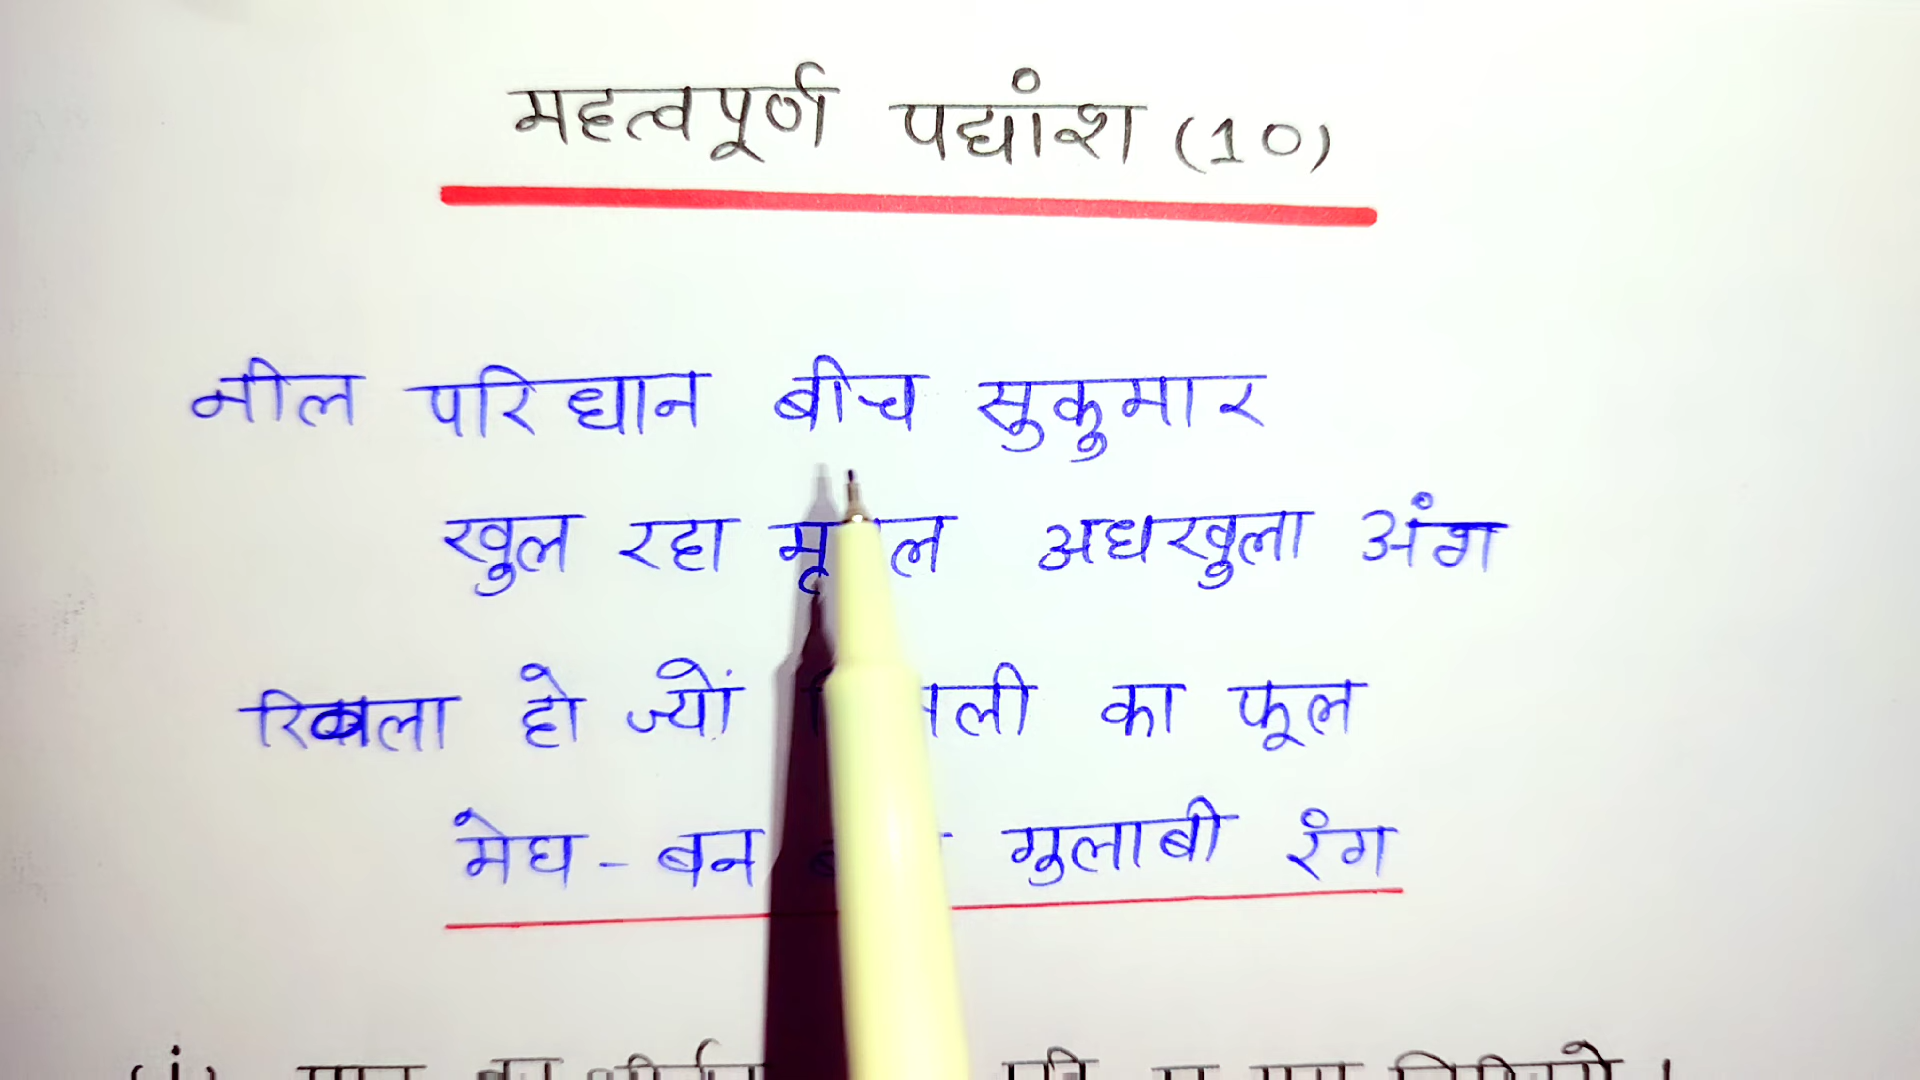 महत्वपूर्ण पद्यांश (10)
नील परिधान बीच सुकुमार
खुल रहा अधखुला अंग
खिला हो ज्यों का फूल
मेघ - बन गुलाबी रंग